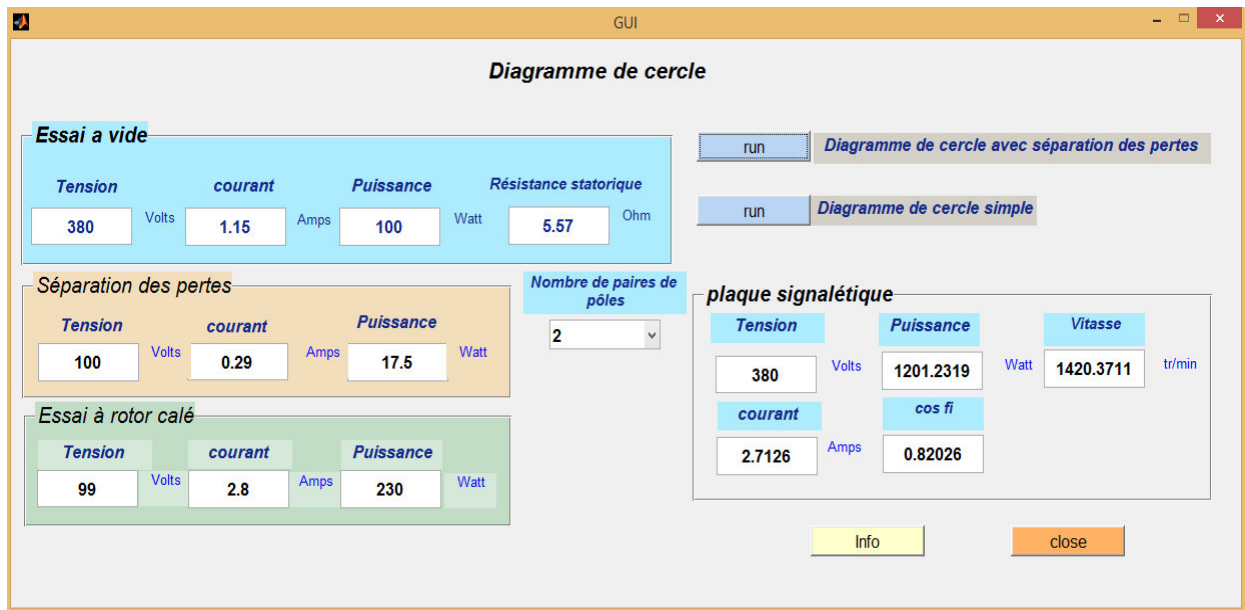 GUI
Diagramme de cercle
Essai a vide
Tension courant Puissance Résistance statorique
380 Volts 1.15 Amps 100 Watt 5.57 Ohm
run Diagramme de cercle avec séparation des pertes
run Diagramme de cercle simple
Séparation des pertes
Tension courant Puissance
100 Volts 0.29 Amps 17.5 Watt
Nombre de paires de
pôles
2
Essai à rotor calé
Tension courant Puissance
99 Volts 2.8 Amps 230 Watt
plaque signalétique
Tension Puissance Vitasse
380 Volts 1201.2319 Watt 1420.3711 tr/min
courant cos fi
2.7126 Amps 0.82026
Info close